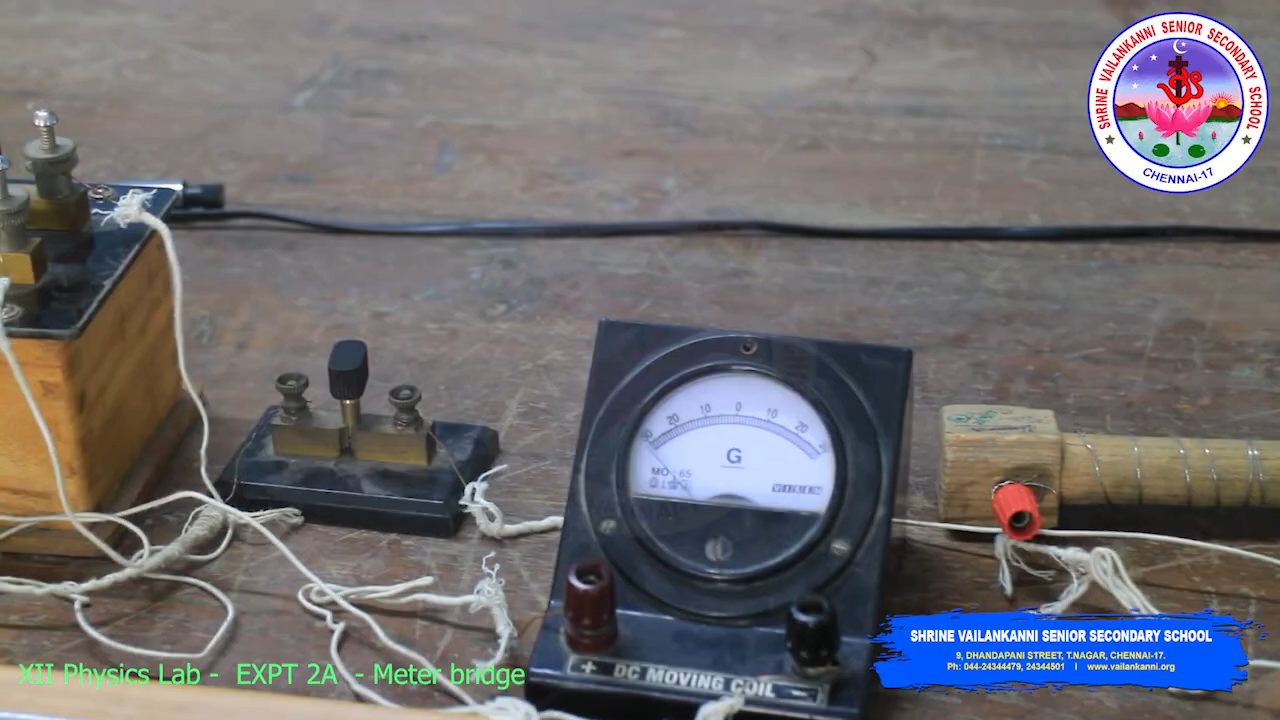 SHRINE VAILANKANNI SENIOR SECONDARY SCHOOL
CHENNAI-17
20 10 0 10 20
G
MO - 65
+ DC MOVING COIL -
SHRINE VAILANKANNI SENIOR SECONDARY SCHOOL
9, DHANDAPANI STREET, T.NAGAR, CHENNAI-17.
Ph: 044-24344479, 24344501 I www.vailankanni.org
XII Physics Lab - EXPT 2A - Meter bridge